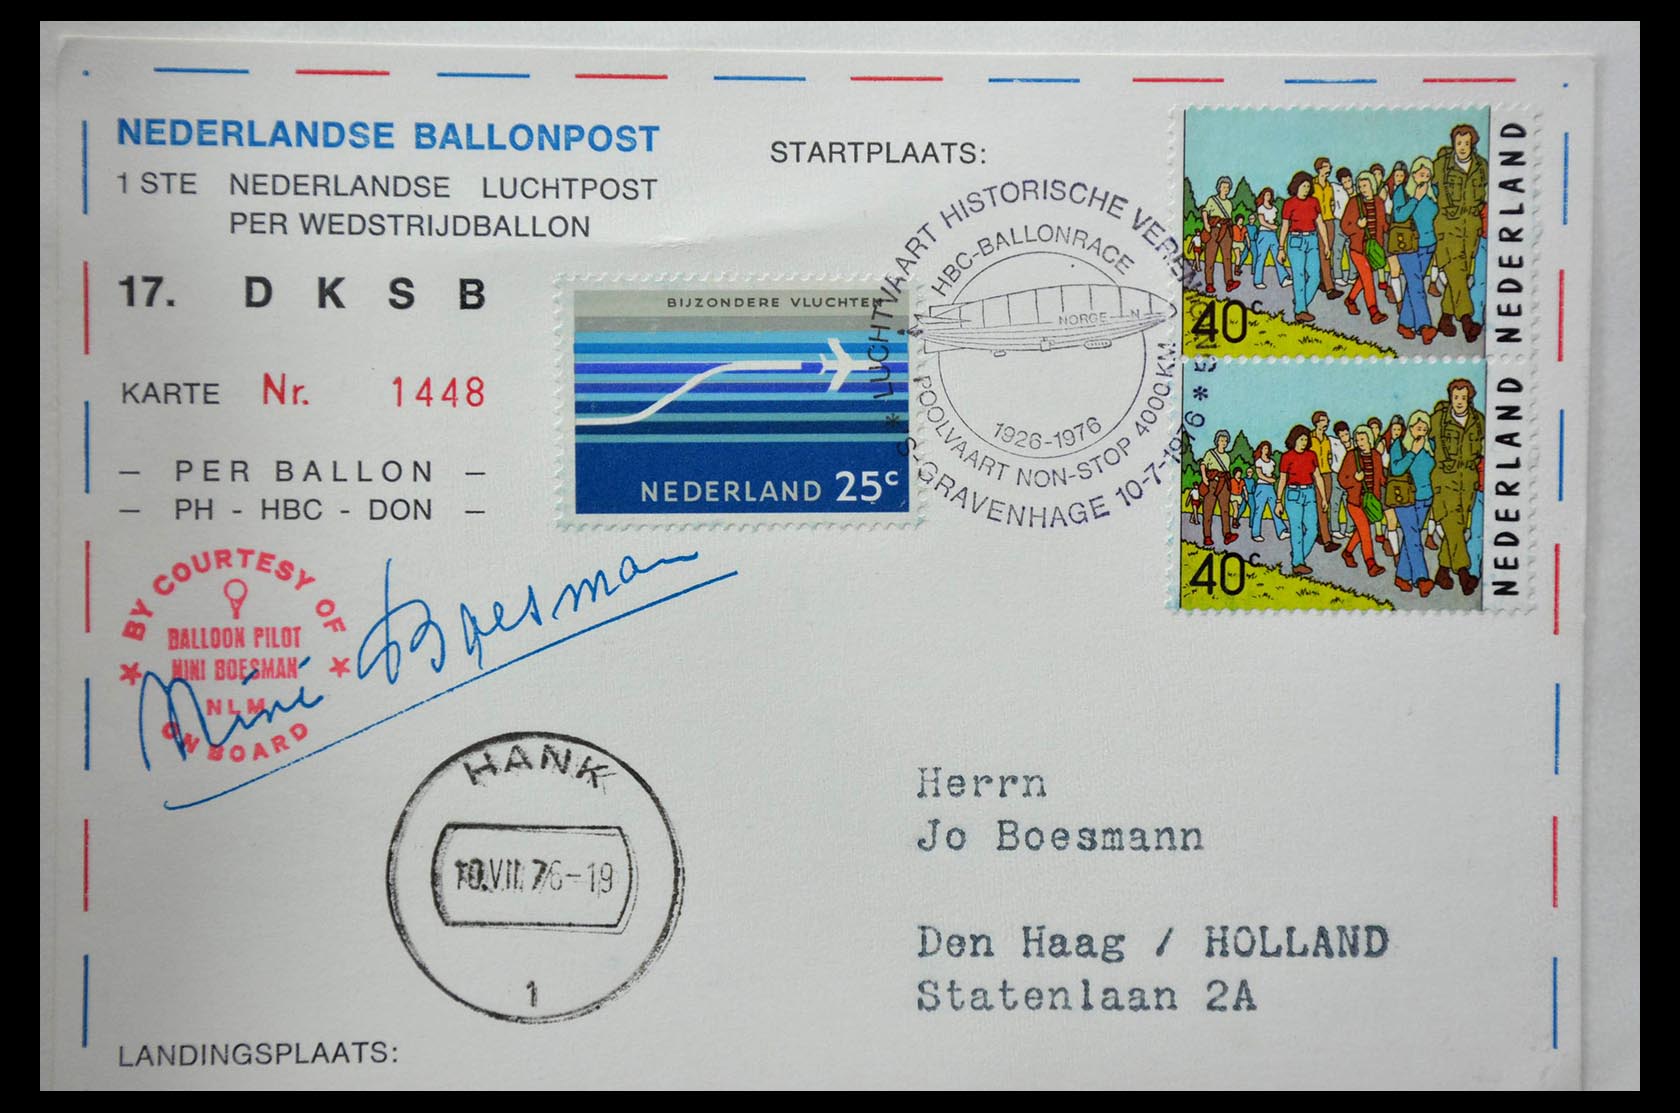 NEDERLANDSE BALLONPOST
1 STE NEDERLANDSE LUCHTPOST
PER WEDSTRIJDBALLON
17. D K S B
KARTE Nr. 1448
— PER BALLON —
— PH - HBC - DON —
STARTPLAATS:
BIJZONDERE VLUCHTEN
NEDERLAND 25c
LUCHTVAART HISTORISCHE
HBC-BALLONRACE
NORGE - N
1926-1976
POOLVAART NON-STOP 4000 KM
'S-GRAVENHAGE 10-7-1976
40c
NEDERLAND
40c
NEDERLAND
BY COURTESY OF
BALLOON PILOT
NINI BOESMAN
NLM
ON BOARD
Nini Boesman
HANK
10.VII.76-19
1
Herrn
Jo Boesmann
Den Haag / HOLLAND
Statenlaan 2A
LANDINGSPLAATS: